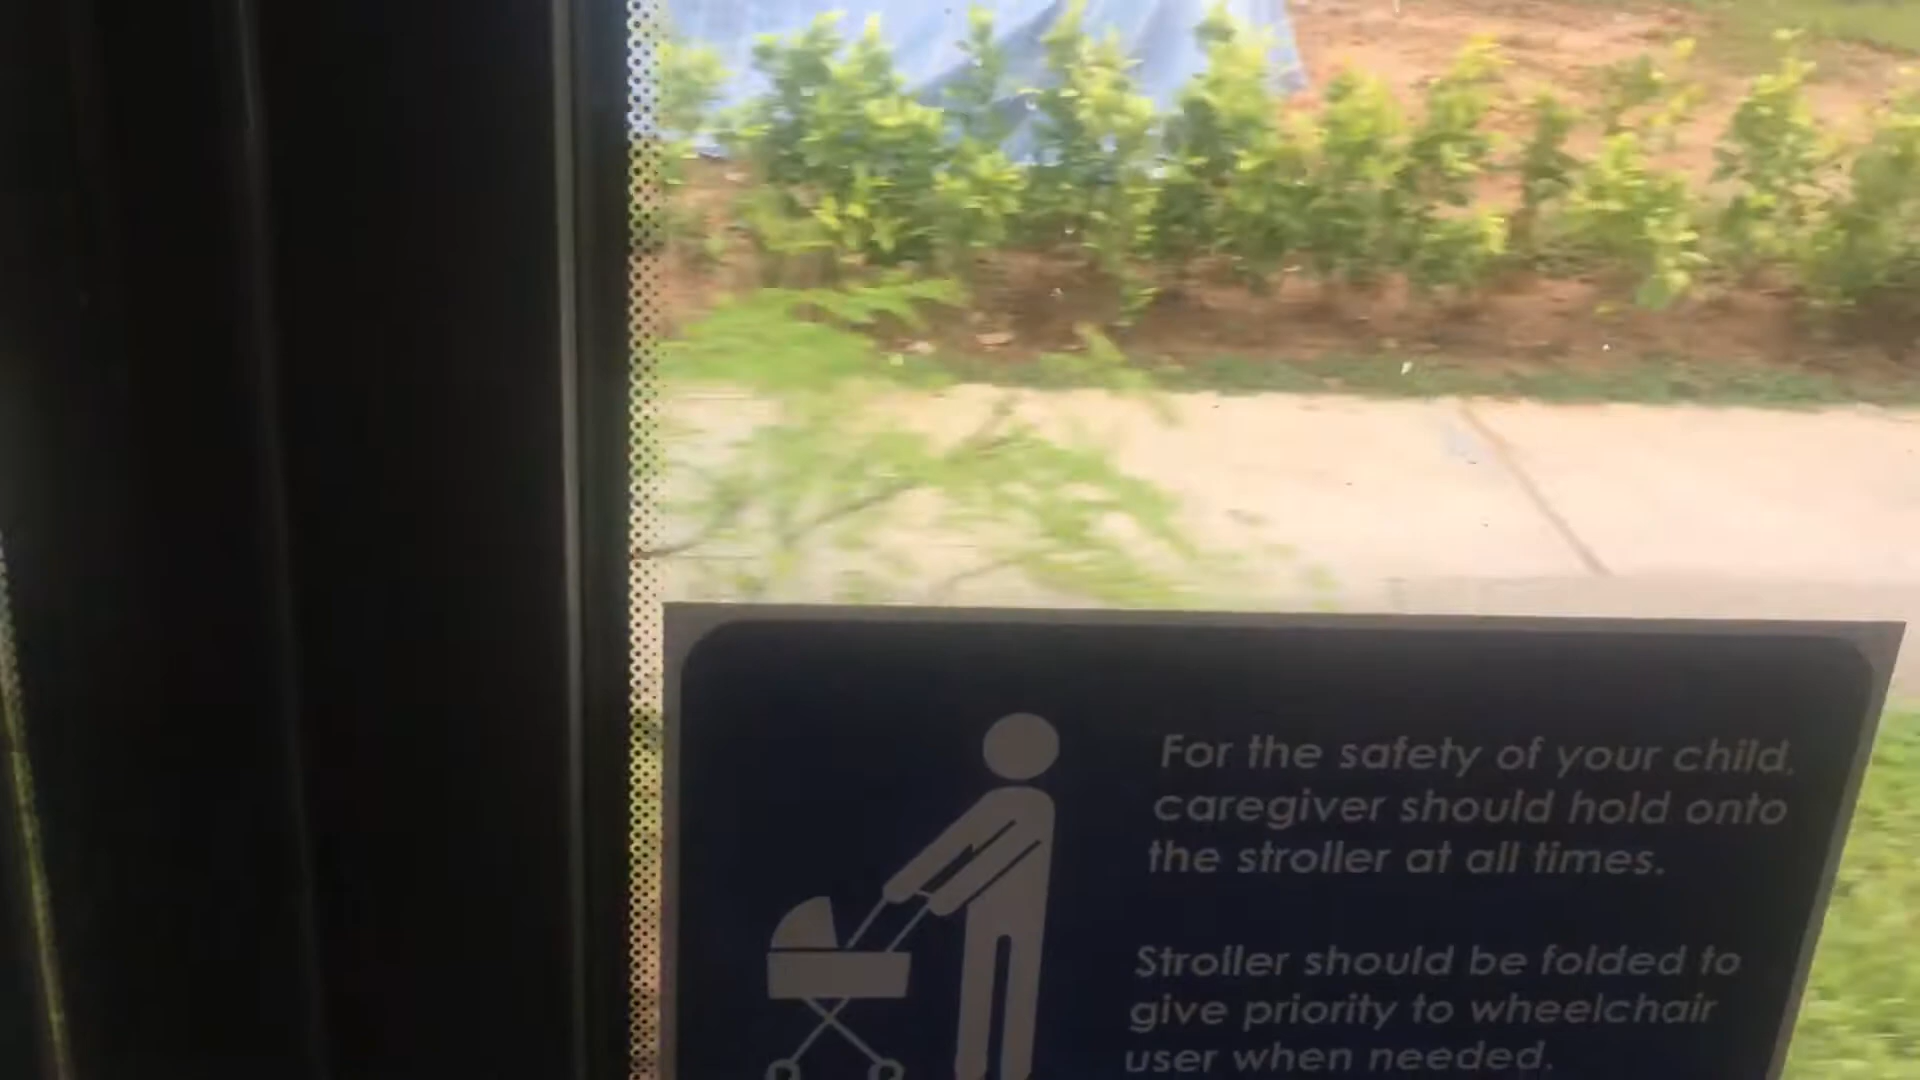 For the safety of your child,
caregiver should hold onto
the stroller at all times.
Stroller should be folded to
give priority to wheelchair
user when needed.